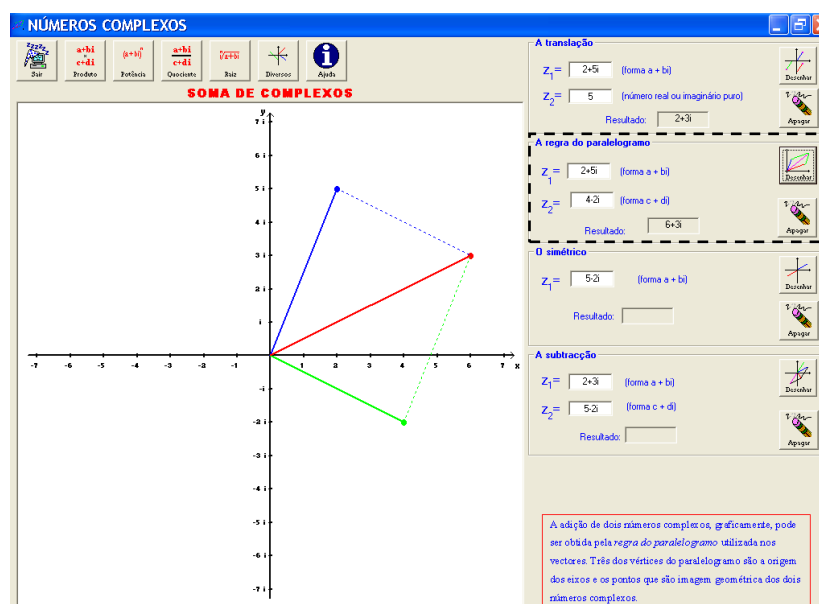 NÚMEROS COMPLEXOS
Sair
a+bi
×
c+di
Produto
(a+bi)ⁿ
Potência
a+bi
c+di
Quociente
ⁿ√a+bi
Raiz
Diversos
Ajuda
SOMA DE COMPLEXOS
y
7 i
6 i
5 i
4 i
3 i
2 i
i
-7 -6 -5 -4 -3 -2 -1 0 1 2 3 4 5 6 7 x
-i
-2 i
-3 i
-4 i
-5 i
-6 i
-7 i
A translação
Z1= 2+5i (forma a + bi)
Desenhar
Z2= 5 (número real ou imaginário puro)
Resultado: 2+3i
Apagar
A regra do paralelogramo
Z1= 2+5i (forma a + bi)
Desenhar
Z2= 4-2i (forma c + di)
Resultado: 6+3i
Apagar
O simétrico
Z1= 5-2i (forma a + bi)
Desenhar
Resultado:
Apagar
A subtracção
Z1= 2+3i (forma a + bi)
Desenhar
Z2= 5-2i (forma c + di)
Resultado:
Apagar
A adição de dois números complexos, graficamente, pode
ser obtida pela regra do paralelogramo utilizada nos
vectores. Três dos vértices do paralelogramo são a origem
dos eixos e os pontos que são imagem geométrica dos dois
números complexos.